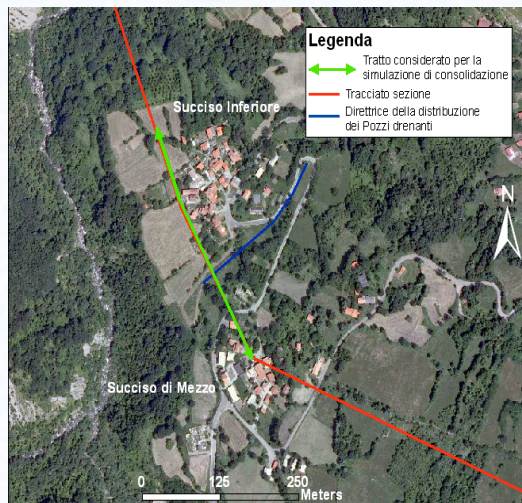 Legenda
Tratto considerato per la
simulazione di consolidazione
Tracciato sezione
Direttrice della distribuzione
dei Pozzi drenanti
Succiso Inferiore
N
Succiso di Mezzo
0 125 250
Meters